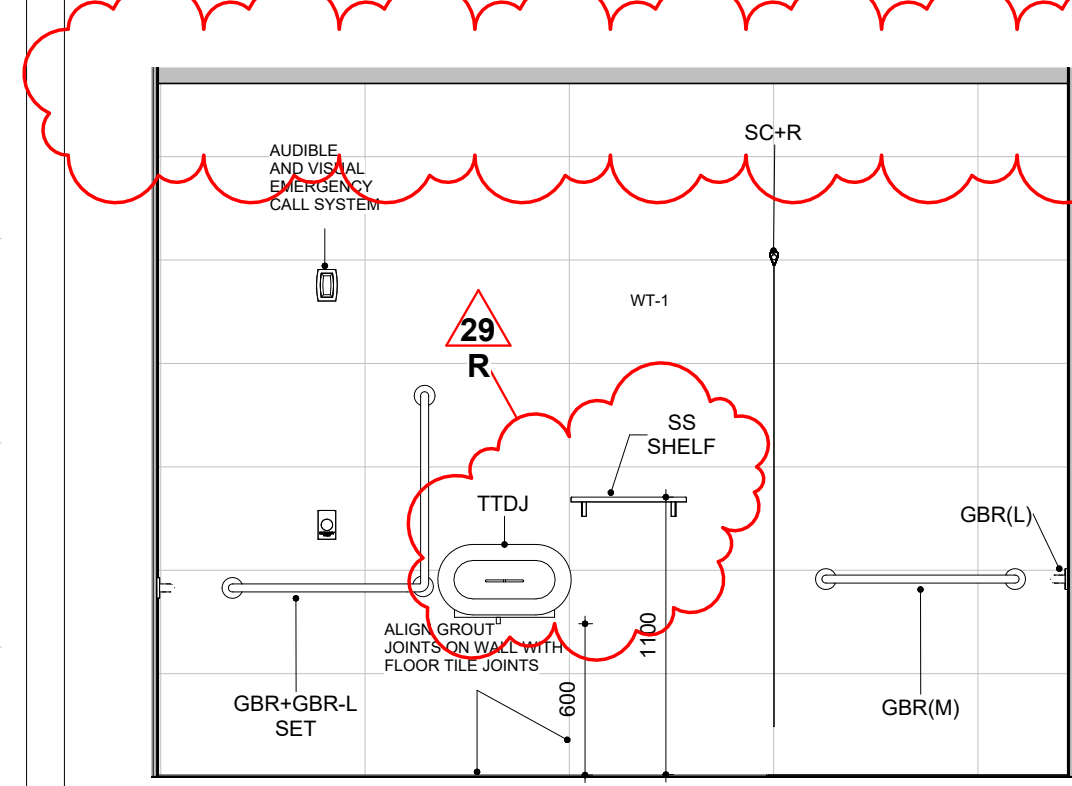 SC+R
AUDIBLE
AND VISUAL
EMERGENCY
CALL SYSTEM
WT-1
29
R
SS
SHELF
TTDJ
GBR(L)
1100
ALIGN GROUT
JOINTS ON WALL WITH
FLOOR TILE JOINTS
600
GBR+GBR-L
SET
GBR(M)